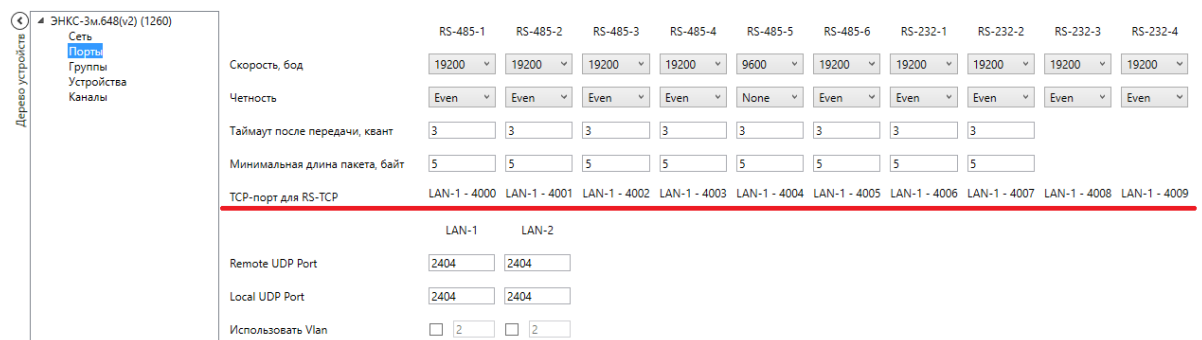 Дерево устройств
ЭНКС-3м.648(v2) (1260)
Сеть
Порты
Группы
Устройства
Каналы
RS-485-1 RS-485-2 RS-485-3 RS-485-4 RS-485-5 RS-485-6 RS-232-1 RS-232-2 RS-232-3 RS-232-4
Скорость, бод 19200 19200 19200 19200 9600 19200 19200 19200 19200 19200
Четность Even Even Even Even None Even Even Even Even Even
Таймаут после передачи, квант 3 3 3 3 3 3 3 3
Минимальная длина пакета, байт 5 5 5 5 5 5 5 5
TCP-порт для RS-TCP LAN-1 - 4000 LAN-1 - 4001 LAN-1 - 4002 LAN-1 - 4003 LAN-1 - 4004 LAN-1 - 4005 LAN-1 - 4006 LAN-1 - 4007 LAN-1 - 4008 LAN-1 - 4009
LAN-1 LAN-2
Remote UDP Port 2404 2404
Local UDP Port 2404 2404
Использовать Vlan 2 2